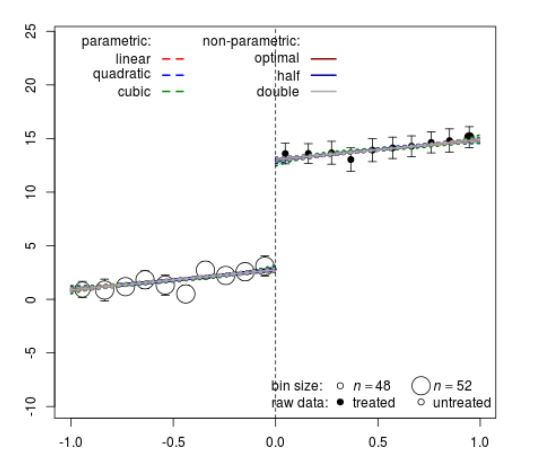 parametric: non-parametric:
linear optimal
quadratic half
cubic double
25
20
15
10
5
0
-5
-10
bin size: n = 48 n = 52
raw data: treated untreated
-1.0 -0.5 0.0 0.5 1.0